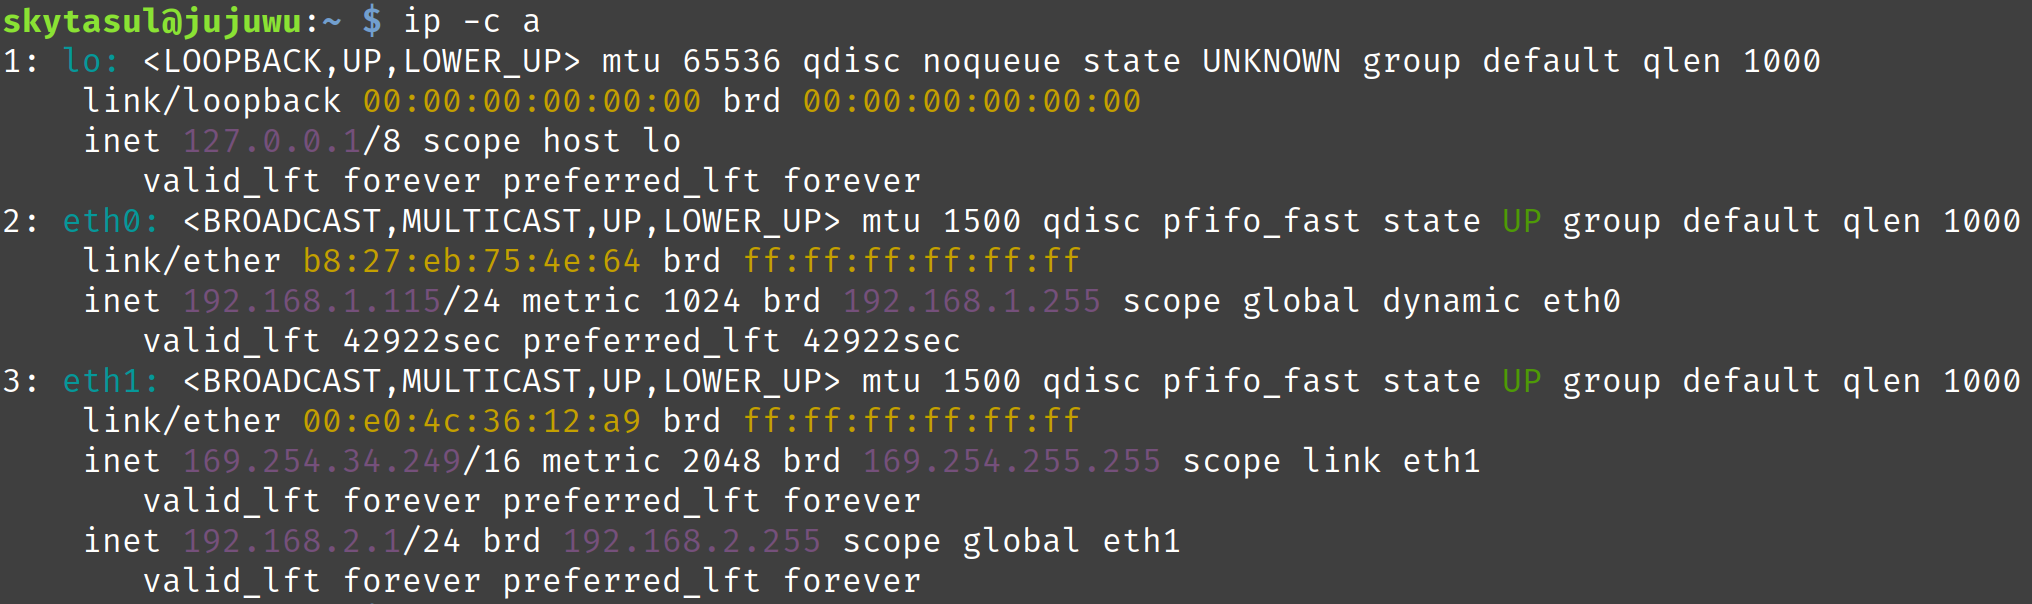 skytasul@jujuwu:~ $ ip -c a
1: lo: <LOOPBACK,UP,LOWER_UP> mtu 65536 qdisc noqueue state UNKNOWN group default qlen 1000
    link/loopback 00:00:00:00:00:00 brd 00:00:00:00:00:00
    inet 127.0.0.1/8 scope host lo
       valid_lft forever preferred_lft forever
2: eth0: <BROADCAST,MULTICAST,UP,LOWER_UP> mtu 1500 qdisc pfifo_fast state UP group default qlen 1000
    link/ether b8:27:eb:75:4e:64 brd ff:ff:ff:ff:ff:ff
    inet 192.168.1.115/24 metric 1024 brd 192.168.1.255 scope global dynamic eth0
       valid_lft 42922sec preferred_lft 42922sec
3: eth1: <BROADCAST,MULTICAST,UP,LOWER_UP> mtu 1500 qdisc pfifo_fast state UP group default qlen 1000
    link/ether 00:e0:4c:36:12:a9 brd ff:ff:ff:ff:ff:ff
    inet 169.254.34.249/16 metric 2048 brd 169.254.255.255 scope link eth1
       valid_lft forever preferred_lft forever
    inet 192.168.2.1/24 brd 192.168.2.255 scope global eth1
       valid_lft forever preferred_lft forever